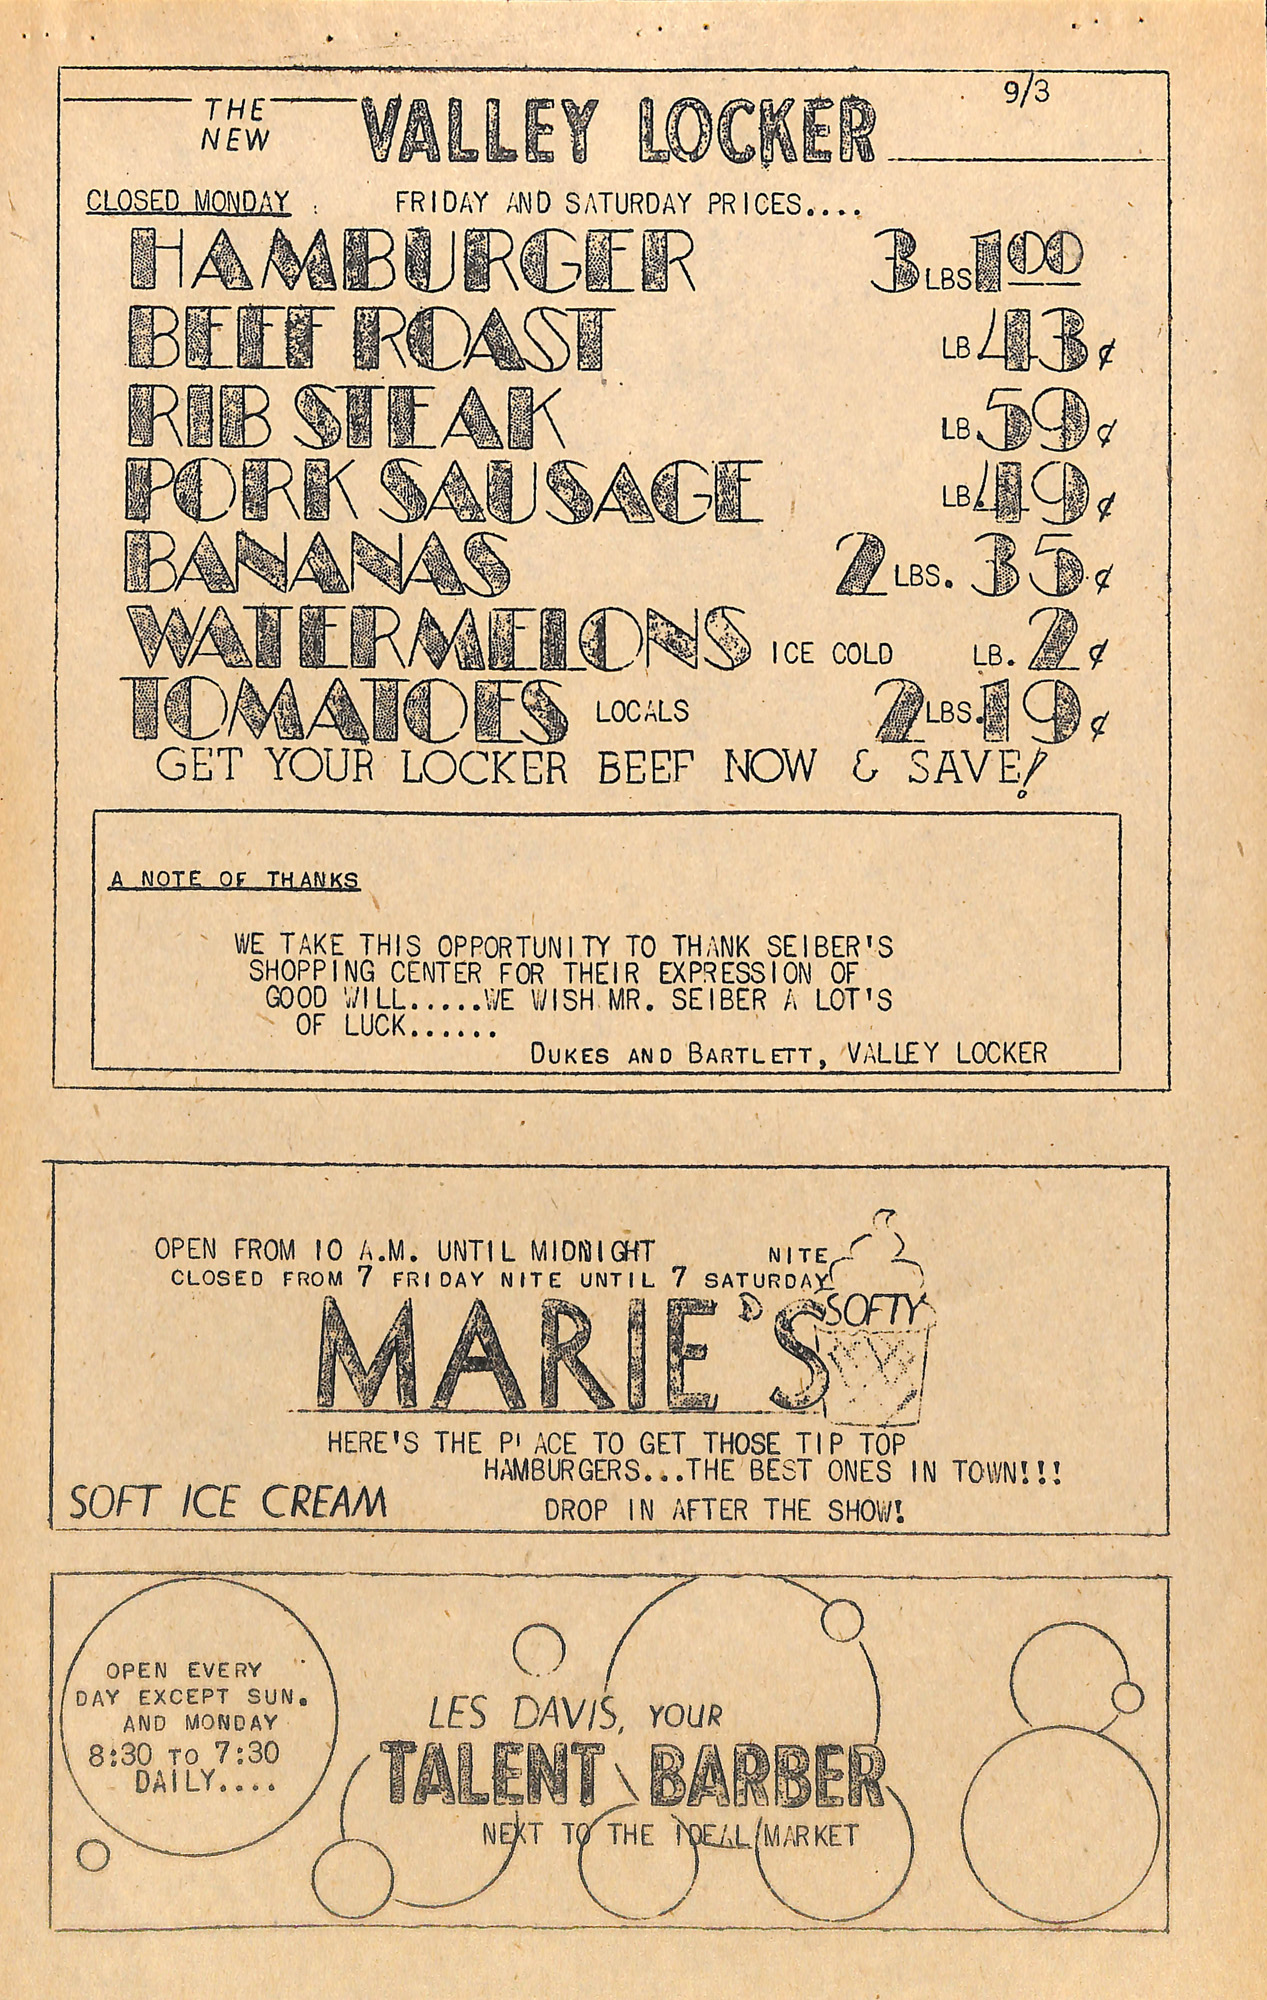 9/3
THE NEW VALLEY LOCKER
CLOSED MONDAY FRIDAY AND SATURDAY PRICES....
HAMBURGER 3 LBS 1 00
BEEF ROAST LB 43 ¢
RIB STEAK LB. 59 ¢
PORK SAUSAGE LB. 49 ¢
BANANAS 2 LBS. 35 ¢
WATERMELONS ICE COLD LB. 2 ¢
TOMATOES LOCALS 2 LBS. 19 ¢
GET YOUR LOCKER BEEF NOW & SAVE!
A NOTE OF THANKS
WE TAKE THIS OPPORTUNITY TO THANK SEIBER'S
SHOPPING CENTER FOR THEIR EXPRESSION OF
GOOD WILL.....WE WISH MR. SEIBER A LOT'S
OF LUCK......
DUKES AND BARTLETT, VALLEY LOCKER
OPEN FROM 10 A.M. UNTIL MIDNIGHT NITE
CLOSED FROM 7 FRIDAY NITE UNTIL 7 SATURDAY
MARIE'S SOFTY
HERE'S THE PLACE TO GET THOSE TIP TOP
HAMBURGERS...THE BEST ONES IN TOWN!!!
SOFT ICE CREAM DROP IN AFTER THE SHOW!
OPEN EVERY
DAY EXCEPT SUN.
AND MONDAY
8:30 TO 7:30
DAILY....
LES DAVIS, YOUR
TALENT BARBER
NEXT TO THE IDEAL MARKET